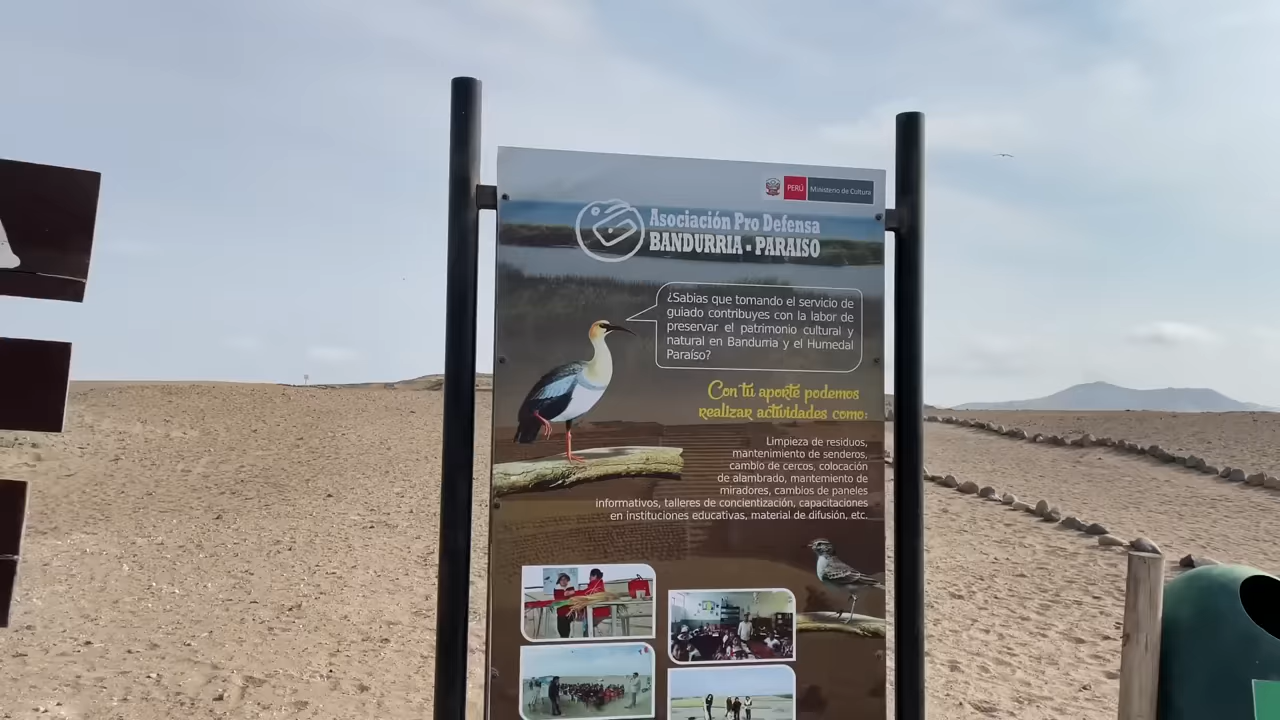 PERÚ Ministerio de Cultura
Asociación Pro Defensa
BANDURRIA - PARAISO
¿Sabias que tomando el servicio de
guiado contribuyes con la labor de
preservar el patrimonio cultural y
natural en Bandurria y el Humedal
Paraíso?
Con tu aporte podemos
realizar actividades como:
Limpieza de residuos,
mantenimiento de senderos,
cambio de cercos, colocación
de alambrado, mantemiento de
miradores, cambios de paneles
informativos, talleres de concientización, capacitaciones
en instituciones educativas, material de difusión, etc.